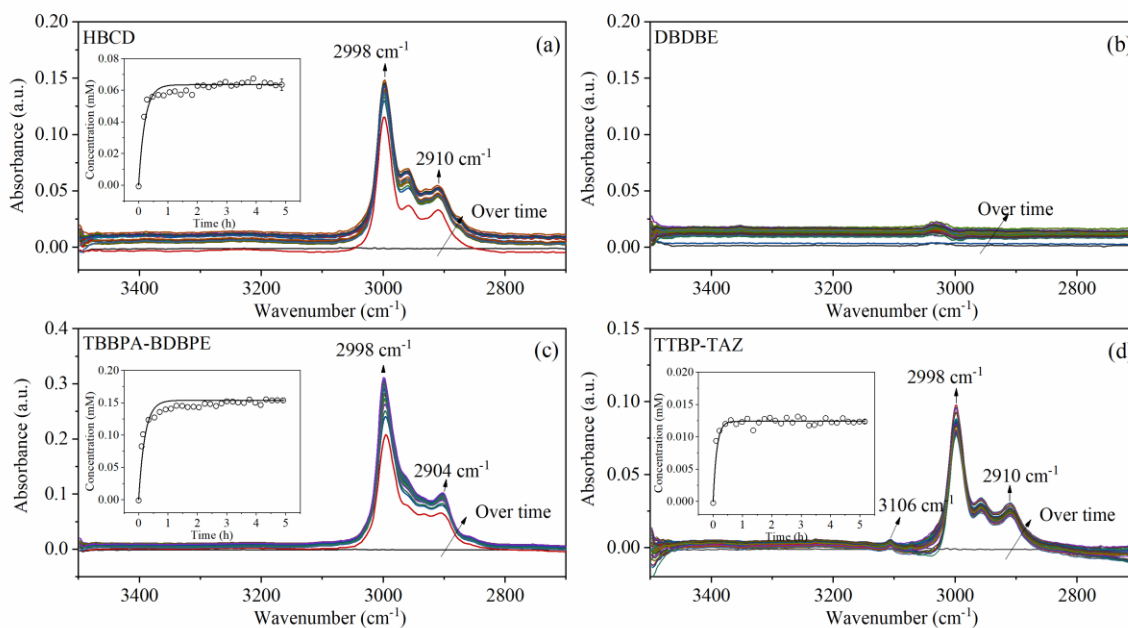 HBCD
(a)
2998 cm⁻¹
2910 cm⁻¹
Over time
Absorbance (a.u.)
0.20
0.15
0.10
0.05
0.00
3400 3200 3000 2800
Wavenumber (cm⁻¹)
Concentration (mM)
0.08
0.06
0.04
0.02
0.00
0 1 2 3 4 5
Time (h)
DBDBE
(b)
Over time
Absorbance (a.u.)
0.20
0.15
0.10
0.05
0.00
3400 3200 3000 2800
Wavenumber (cm⁻¹)
TBBPA-BDBPE
(c)
2998 cm⁻¹
2904 cm⁻¹
Over time
Absorbance (a.u.)
0.4
0.3
0.2
0.1
0.0
3400 3200 3000 2800
Wavenumber (cm⁻¹)
Concentration (mM)
0.20
0.15
0.10
0.05
0.00
0 1 2 3 4 5
Time (h)
TTBP-TAZ
(d)
2998 cm⁻¹
2910 cm⁻¹
3106 cm⁻¹
Over time
Absorbance (a.u.)
0.15
0.10
0.05
0.00
3400 3200 3000 2800
Wavenumber (cm⁻¹)
Concentration (mM)
0.020
0.015
0.010
0.005
0.000
0 1 2 3 4 5
Time (h)